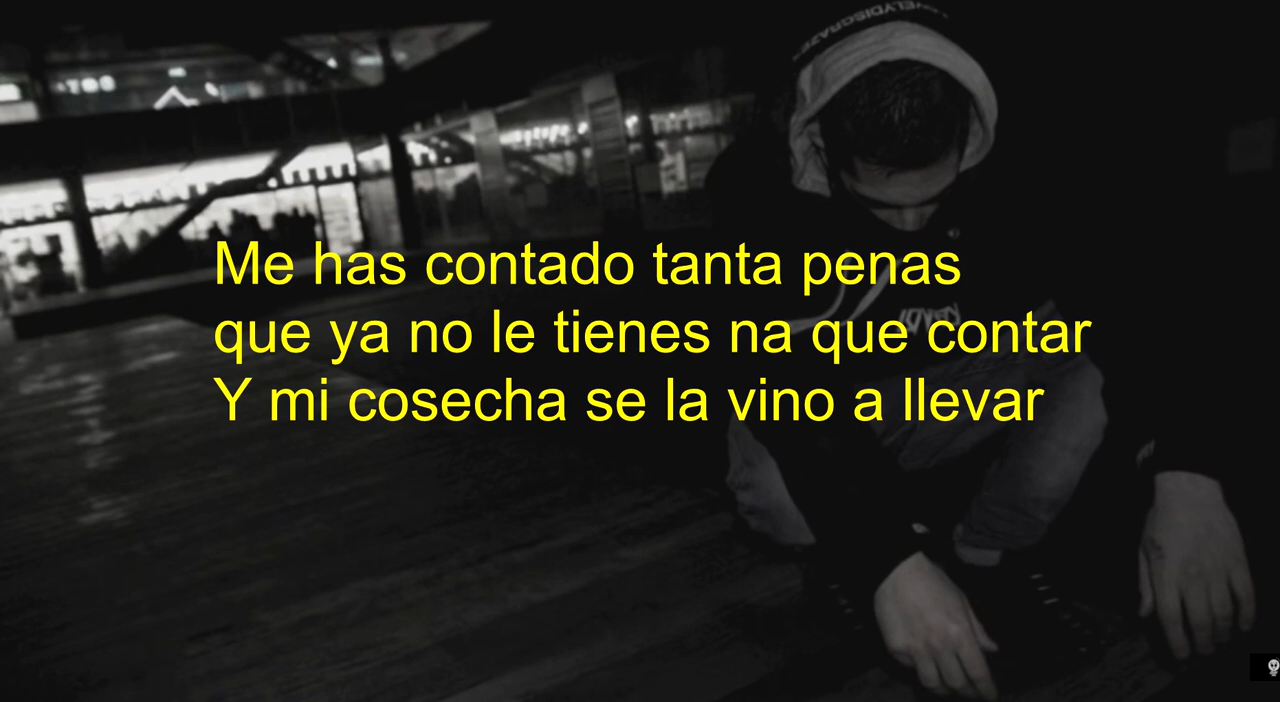 Me has contado tanta penas
que ya no le tienes na que contar
Y mi cosecha se la vino a llevar